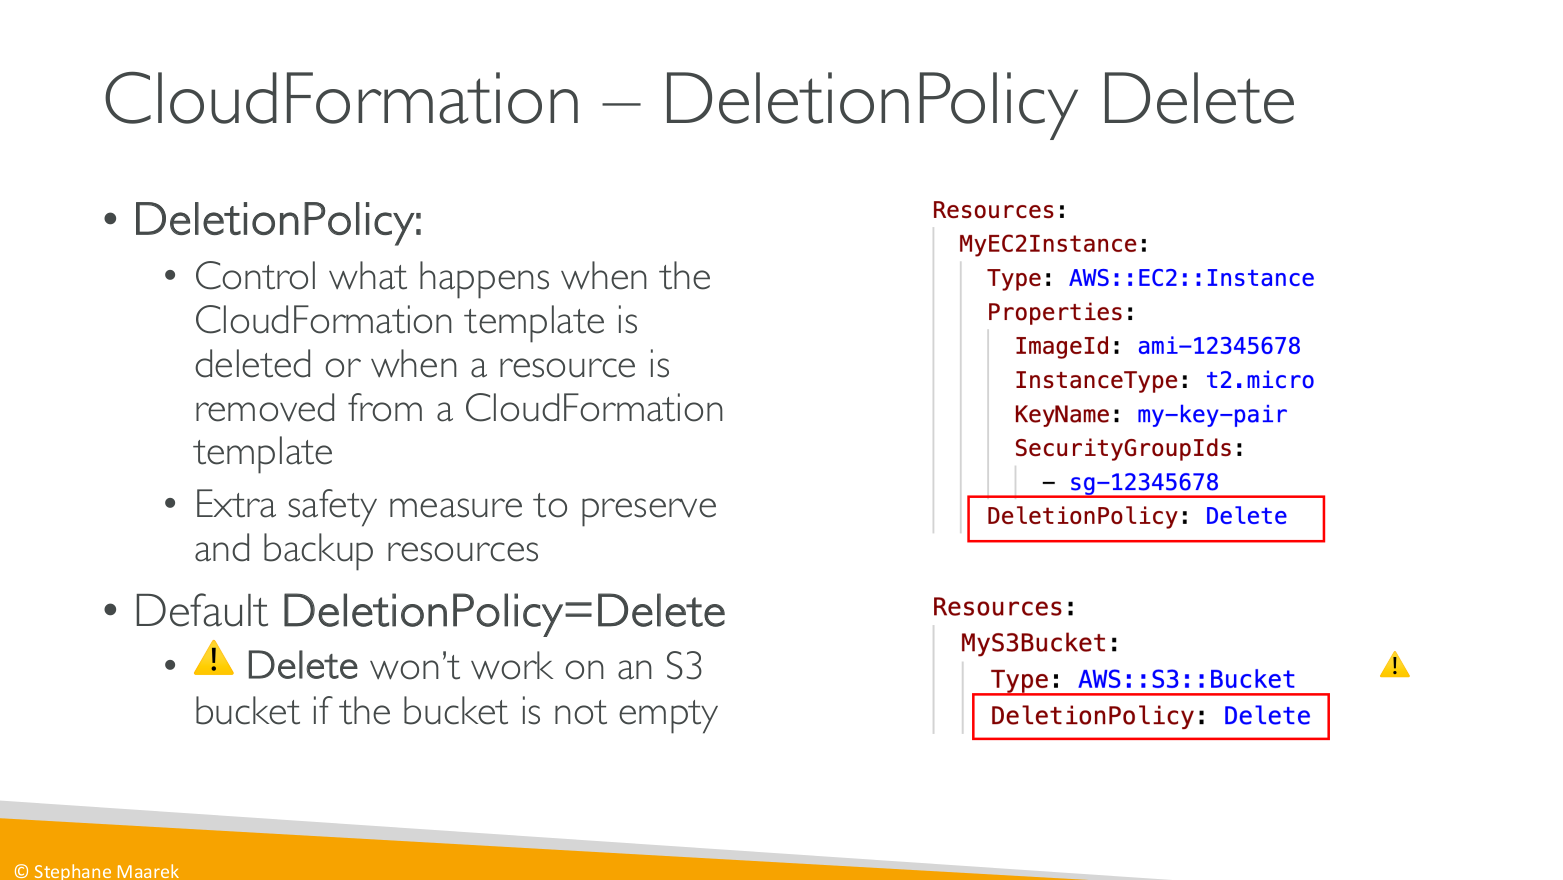 CloudFormation – DeletionPolicy Delete
• DeletionPolicy:
• Control what happens when the
CloudFormation template is
deleted or when a resource is
removed from a CloudFormation
template
• Extra safety measure to preserve
and backup resources
• Default DeletionPolicy=Delete
• ⚠️ Delete won’t work on an S3
bucket if the bucket is not empty
Resources:
MyEC2Instance:
Type: AWS::EC2::Instance
Properties:
ImageId: ami-12345678
InstanceType: t2.micro
KeyName: my-key-pair
SecurityGroupIds:
- sg-12345678
DeletionPolicy: Delete
Resources:
MyS3Bucket:
Type: AWS::S3::Bucket
DeletionPolicy: Delete
© Stephane Maarek